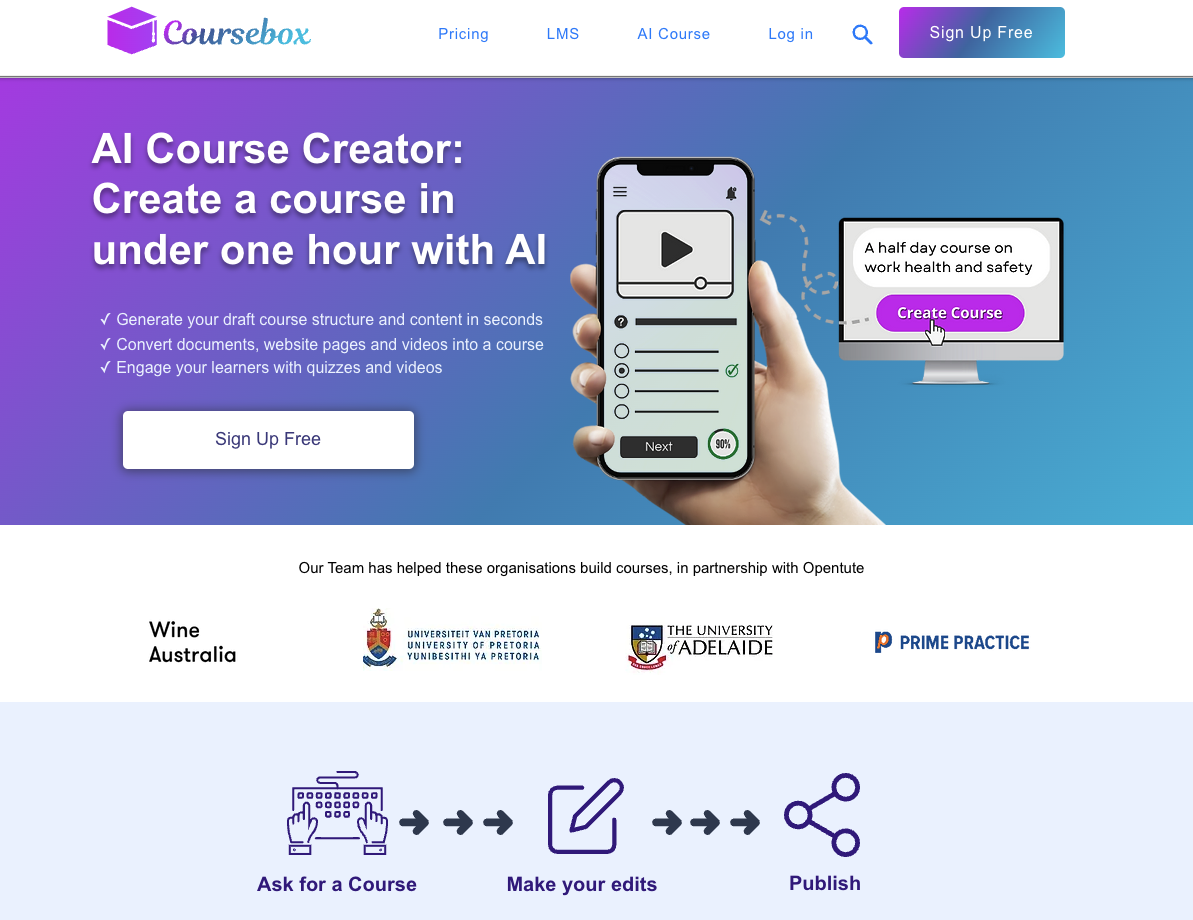 Coursebox
Pricing
LMS
AI Course
Log in
Sign Up Free
AI Course Creator:
Create a course in
under one hour with AI
✓ Generate your draft course structure and content in seconds
✓ Convert documents, website pages and videos into a course
✓ Engage your learners with quizzes and videos
Sign Up Free
?
Next
90%
A half day course on
work health and safety
Create Course
Our Team has helped these organisations build courses, in partnership with Opentute
Wine
Australia
UNIVERSITEIT VAN PRETORIA
UNIVERSITY OF PRETORIA
YUNIBESITHI YA PRETORIA
THE UNIVERSITY
of ADELAIDE
PRIME PRACTICE
Ask for a Course
Make your edits
Publish